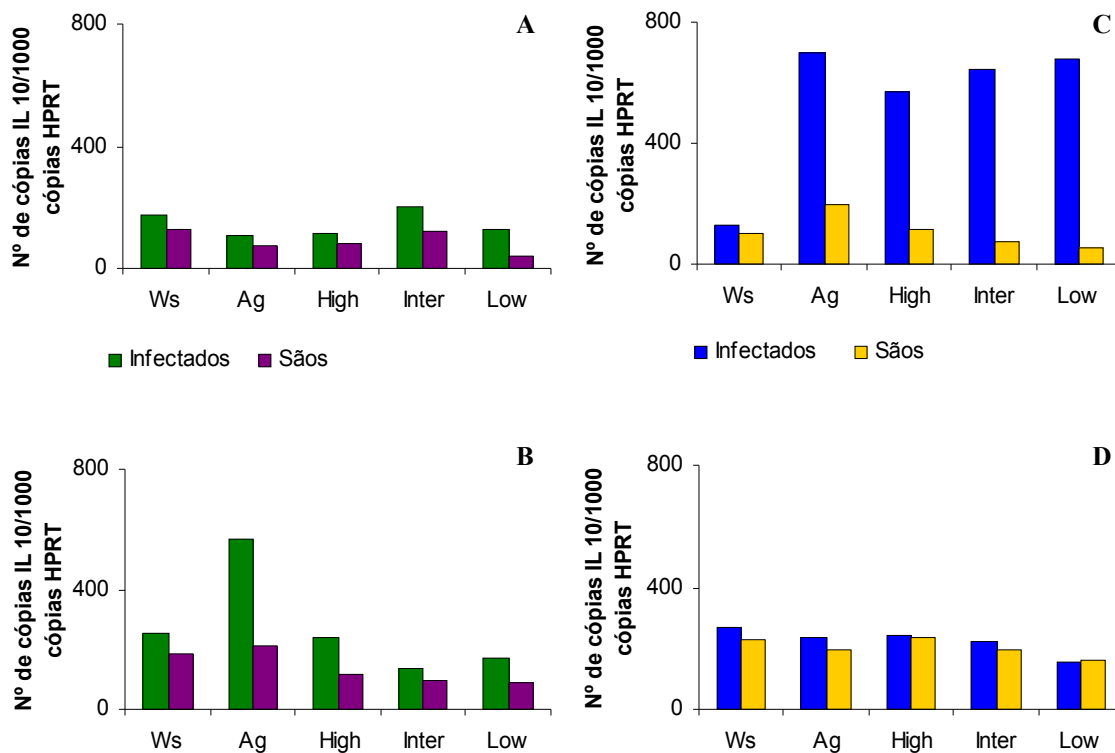 A
800
400
0
Nº de cópias IL 10/1000
cópias HPRT
Ws Ag High Inter Low
Infectados Sãos
C
800
400
0
Nº de cópias IL 10/1000
cópias HPRT
Ws Ag High Inter Low
Infectados Sãos
B
800
400
0
Nº de cópias IL 10/1000
cópias HPRT
Ws Ag High Inter Low
D
800
400
0
Nº de cópias IL 10/1000
cópias HPRT
Ws Ag High Inter Low